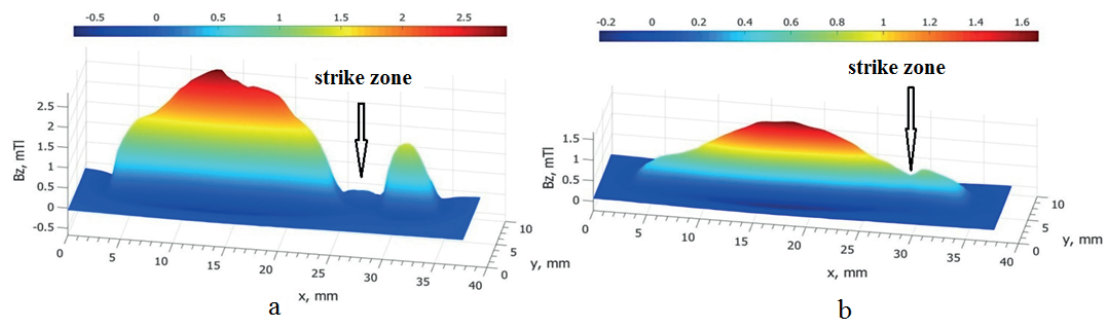 -0.5 0 0.5 1 1.5 2 2.5
strike zone
2.5
2
1.5
1
0.5
0
-0.5
Bz, mTl
0 5 10 15 20 25 30 35 40
x, mm
0 5 10
y, mm
a
-0.2 0 0.2 0.4 0.6 0.8 1 1.2 1.4 1.6
strike zone
1.5
1
0.5
0
Bz, mTl
0 5 10 15 20 25 30 35 40
x, mm
0 5 10
y, mm
b